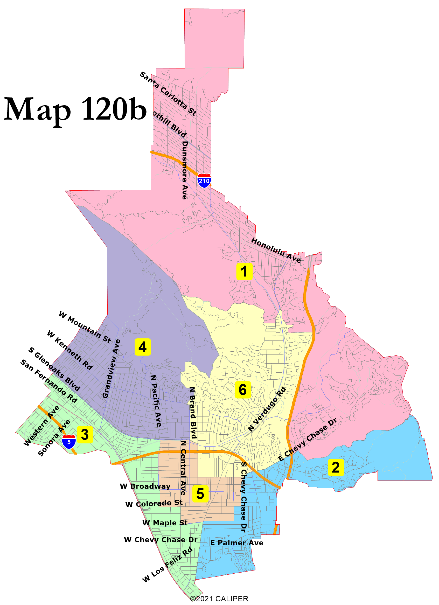 Santa Carlotta St
Map 120b
Foothill Blvd
Dunsmore Ave
210
Honolulu Ave
1
W Mountain St
4
W Kenneth Rd
Grandview Ave
S Glenoaks Blvd
N Pacific Ave
6
San Fernando Rd
N Brand Blvd
N Verdugo Rd
Western Ave
Sonora Ave
3
5
E Chevy Chase Dr
N Central Ave
2
S Chevy Chase Dr
W Broadway
5
W Colorado St
W Maple St
W Chevy Chase Dr
E Palmer Ave
W Los Feliz Rd
©2021 CALIPER